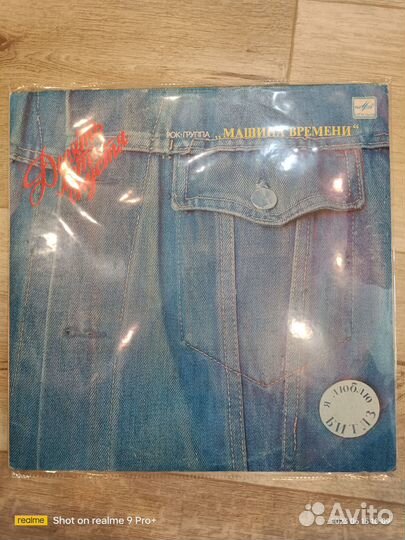 РОК-ГРУППА „МАШИНА ВРЕМЕНИ“
Я ЛЮБЛЮ
БИТЛЗ
realme Shot on realme 9 Pro+
Avito